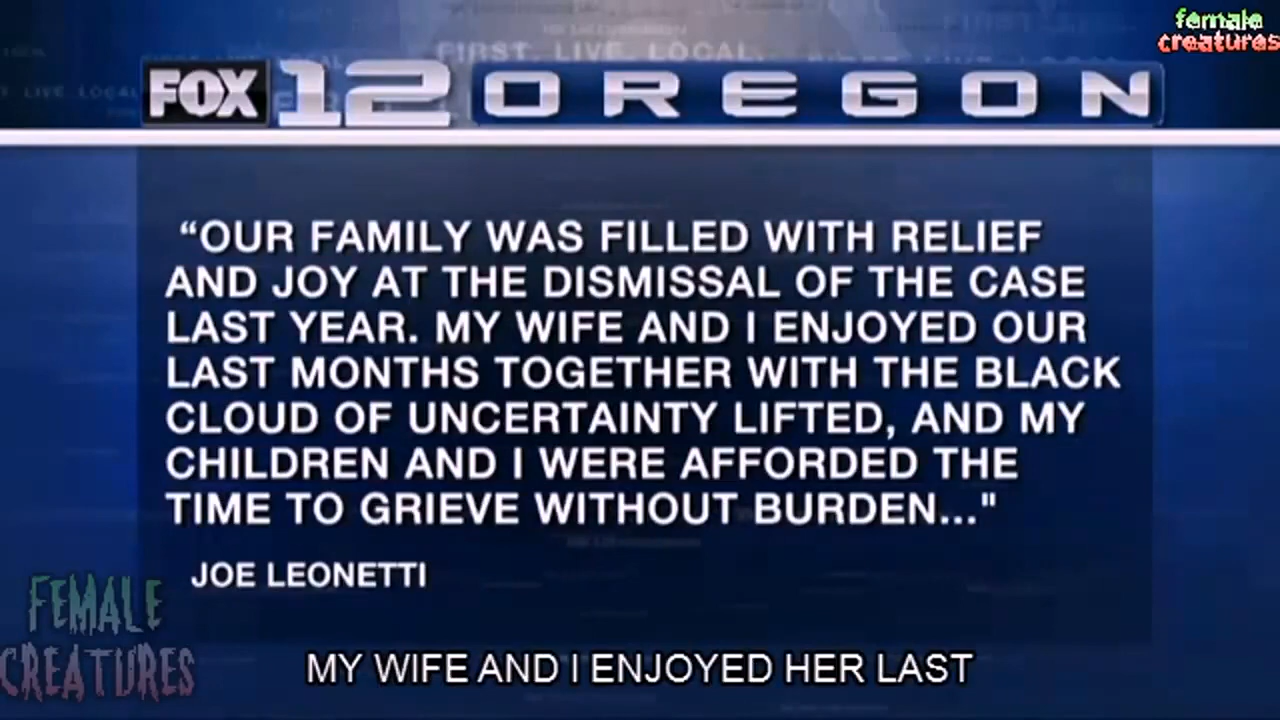 female
creatures
FIRST LIVE LOCAL
FOX 12 OREGON
“OUR FAMILY WAS FILLED WITH RELIEF
AND JOY AT THE DISMISSAL OF THE CASE
LAST YEAR. MY WIFE AND I ENJOYED OUR
LAST MONTHS TOGETHER WITH THE BLACK
CLOUD OF UNCERTAINTY LIFTED, AND MY
CHILDREN AND I WERE AFFORDED THE
TIME TO GRIEVE WITHOUT BURDEN..."
JOE LEONETTI
FEMALE
CREATURES
MY WIFE AND I ENJOYED HER LAST